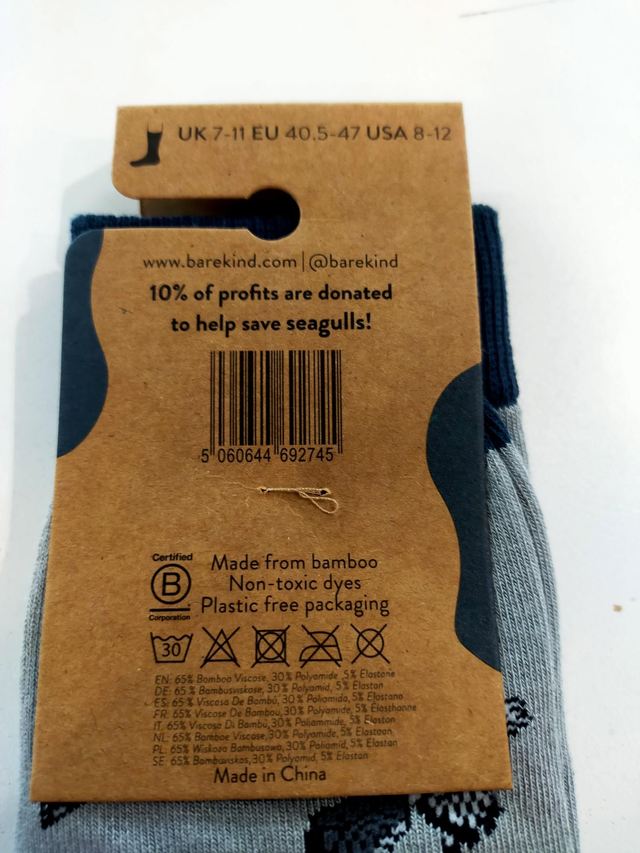 UK 7-11 EU 40.5-47 USA 8-12
www.barekind.com | @barekind
10% of profits are donated
to help save seagulls!
5 060644 692745
Certified
B
Corporation
Made from bamboo
Non-toxic dyes
Plastic free packaging
30
EN: 65% Bamboo Viscose, 30% Polyamide, 5% Elastane
DE: 65% Bambusviskose, 30% Polyamid, 5% Elastan
ES: 65% Viscosa De Bambú, 30% Poliamida, 5% Elastano
FR: 65% Viscose De Bambou, 30% Polyamide, 5% Elasthanne
IT: 65% Viscosa Di Bambù, 30% Poliammide, 5% Elastan
NL: 65% Bamboe Viscose, 30% Polyamide, 5% Elastaan
PL: 65% Wiskoza Bambusowa, 30% Poliamid, 5% Elastan
SE: 65% Bambuviskos, 30% Polyamid, 5% Elastan
Made in China